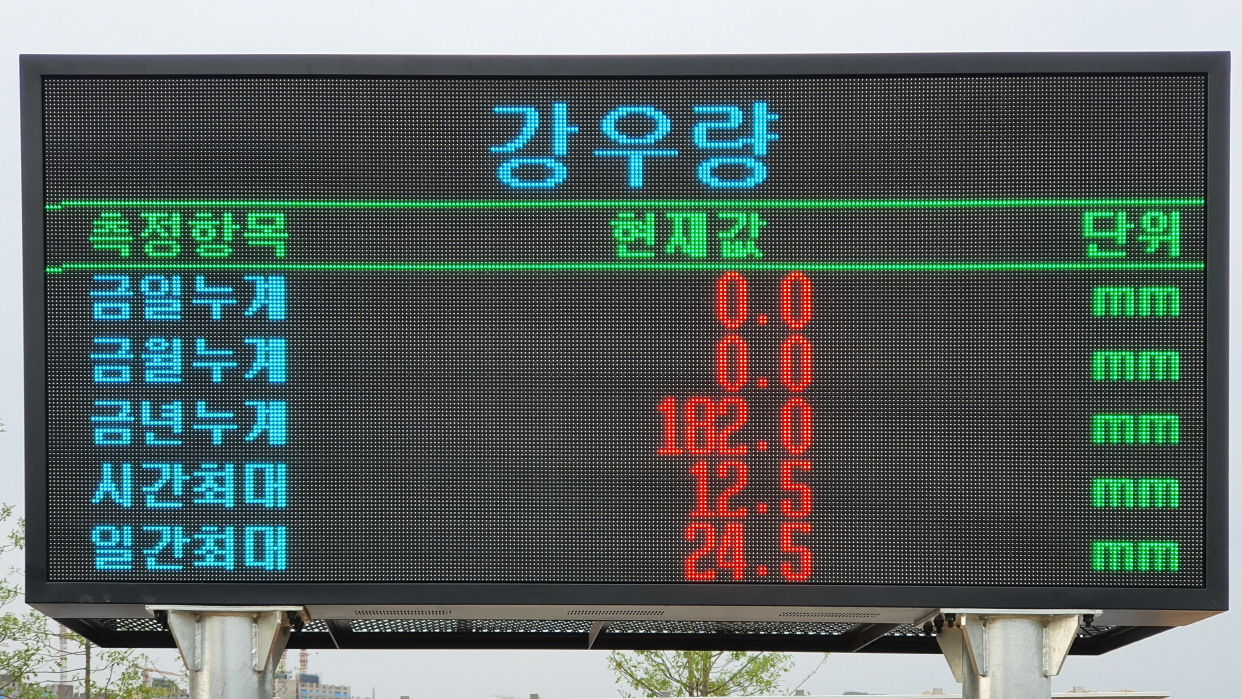 강우량
측정항목 현재값 단위
금일누계 0.0 mm
금월누계 0.0 mm
금년누계 182.0 mm
시간최대 12.5 mm
일간최대 24.5 mm